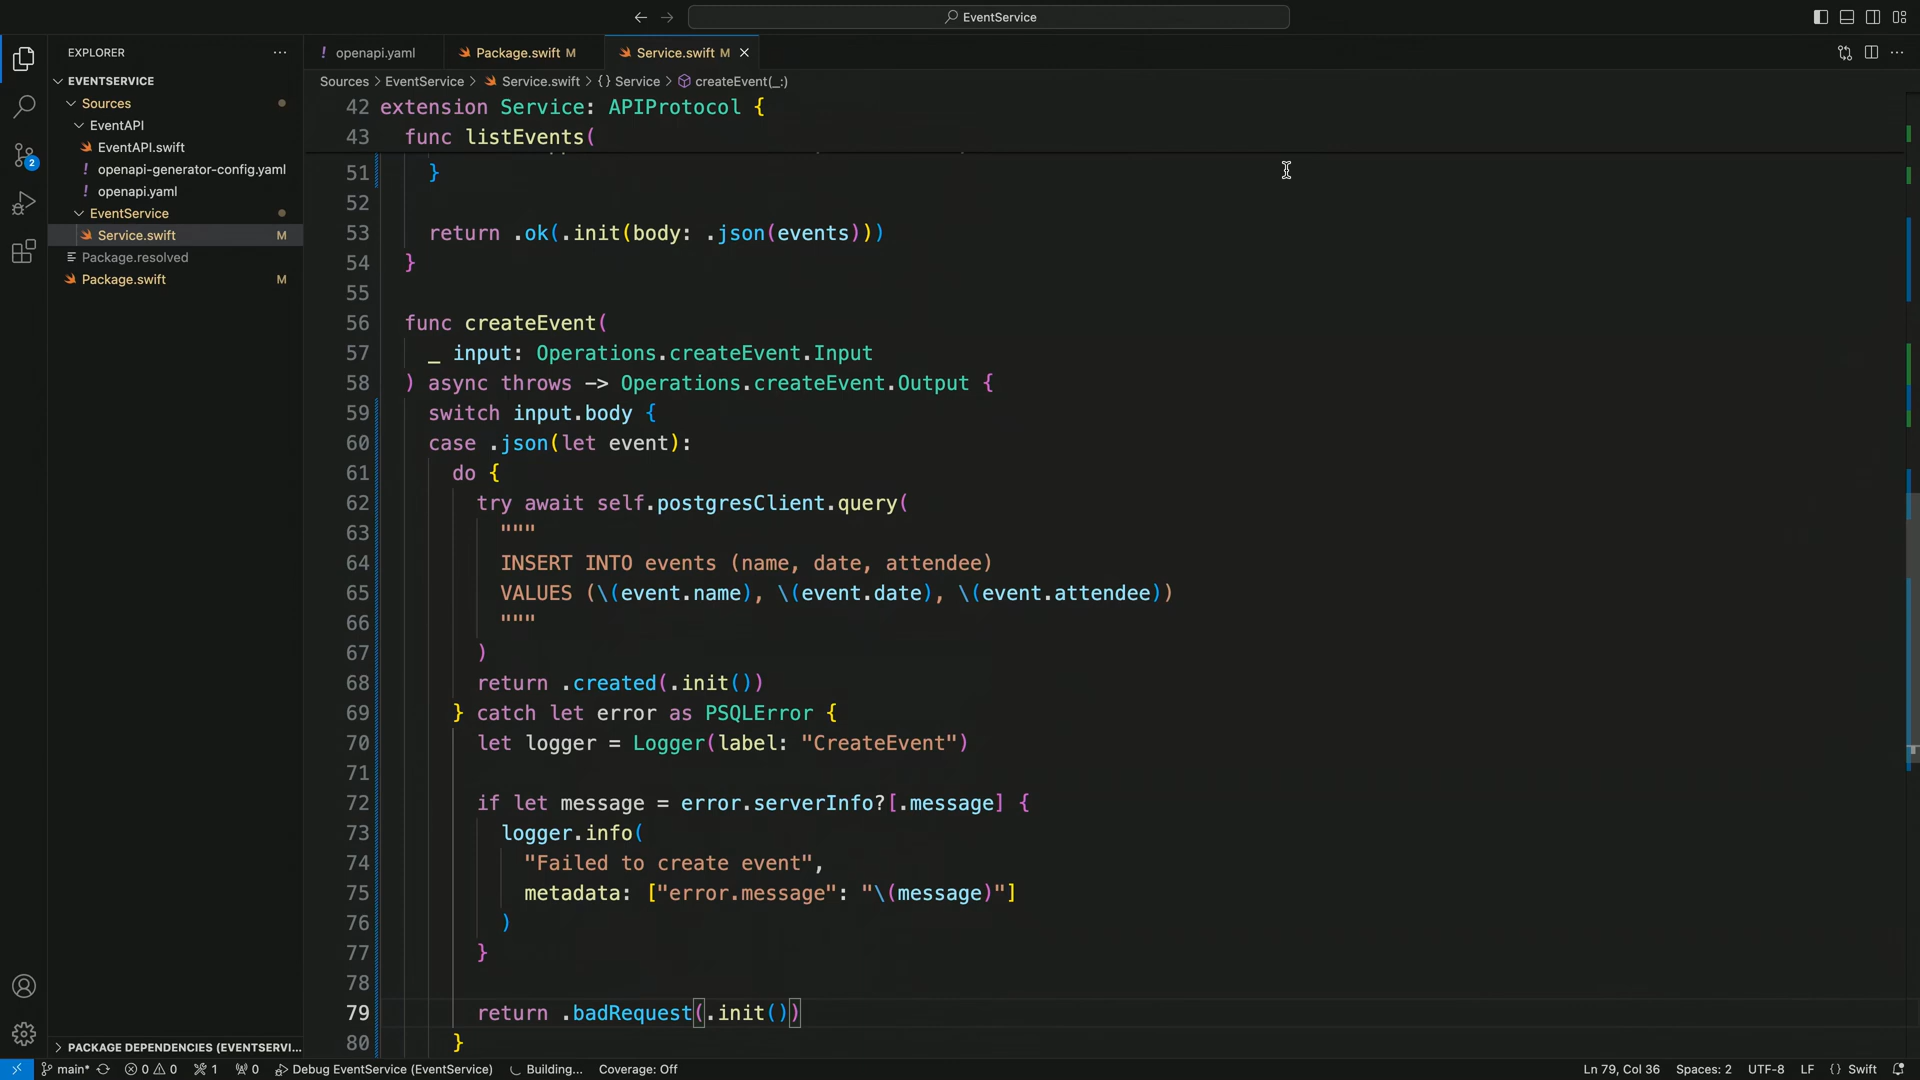 EventService
EXPLORER
EVENTSERVICE
Sources
EventAPI
EventAPI.swift
openapi-generator-config.yaml
! openapi.yaml
EventService
Service.swift M
Package.resolved
Package.swift M
PACKAGE DEPENDENCIES (EVENTSERVI...
! openapi.yaml
Package.swift M
Service.swift M
Sources > EventService > Service.swift > {} Service > createEvent(_:)
42 extension Service: APIProtocol {
43 func listEvents(
51 }
52
53 return .ok(.init(body: .json(events)))
54 }
55
56 func createEvent(
57 _ input: Operations.createEvent.Input
58 ) async throws -> Operations.createEvent.Output {
59 switch input.body {
60 case .json(let event):
61 do {
62 try await self.postgresClient.query(
63 """
64 INSERT INTO events (name, date, attendee)
65 VALUES (\(event.name), \(event.date), \(event.attendee))
66 """
67 )
68 return .created(.init())
69 } catch let error as PSQLError {
70 let logger = Logger(label: "CreateEvent")
71
72 if let message = error.serverInfo?[.message] {
73 logger.info(
74 "Failed to create event",
75 metadata: ["error.message": "\(message)"]
76 )
77 }
78
79 return .badRequest(.init())
80 }
2
main* 0 0 1 0 Debug EventService (EventService) Building... Coverage: Off Ln 79, Col 36 Spaces: 2 UTF-8 LF {} Swift